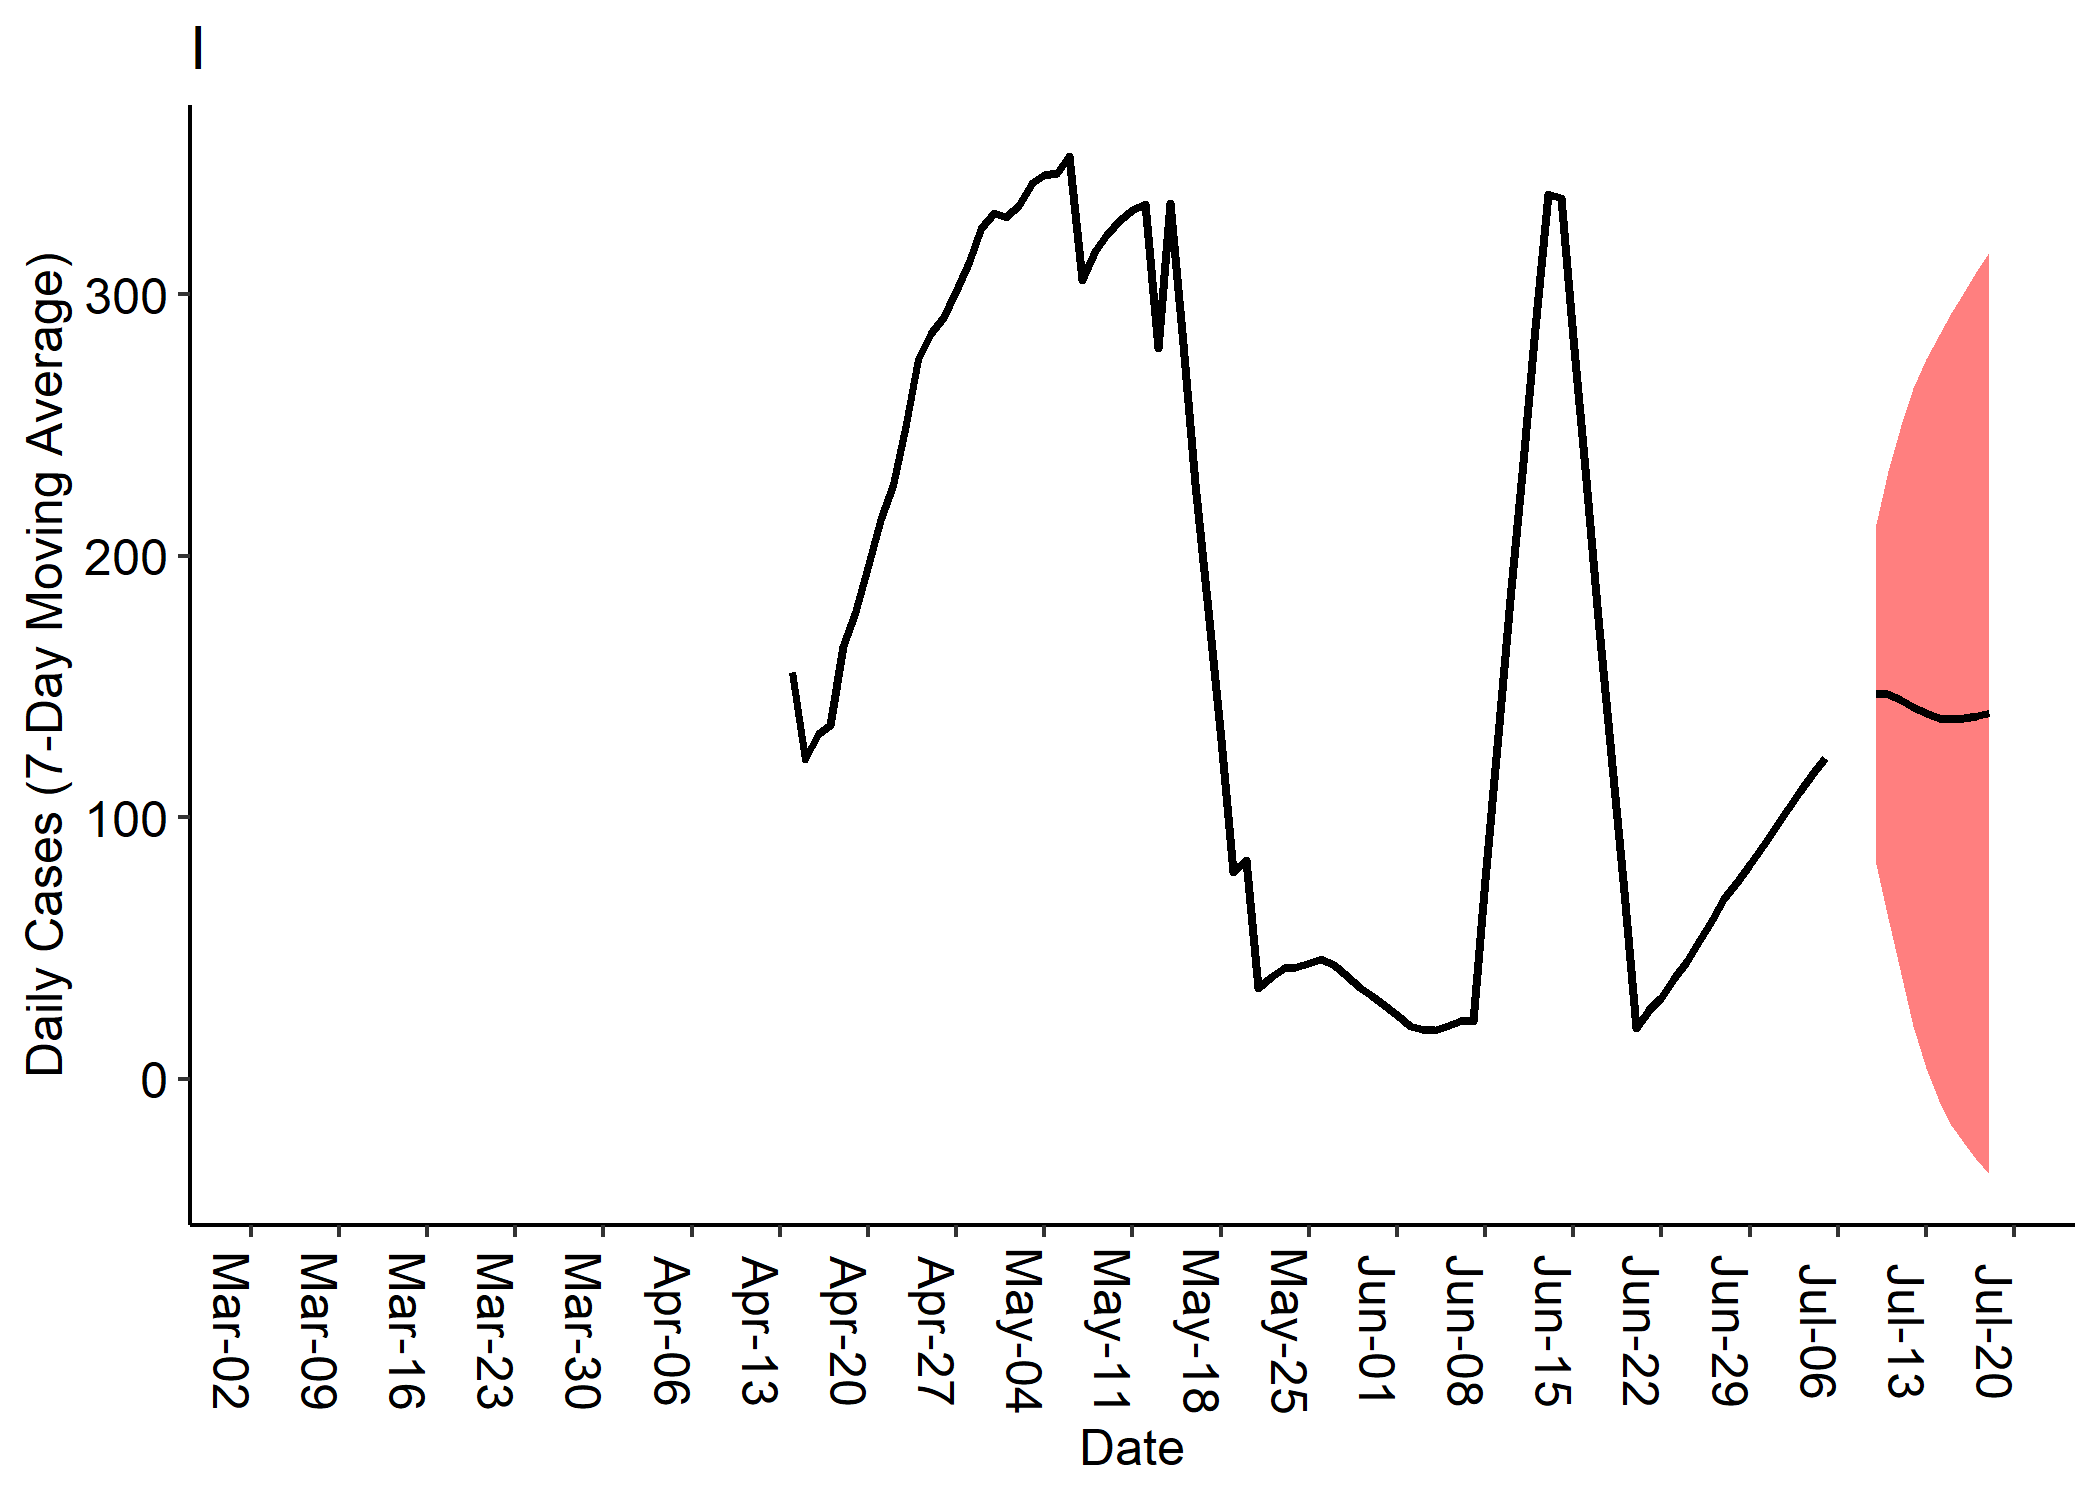 I
Daily Cases (7-Day Moving Average)
300
200
100
0
Mar-02
Mar-09
Mar-16
Mar-23
Mar-30
Apr-06
Apr-13
Apr-20
Apr-27
May-04
May-11
May-18
May-25
Jun-01
Jun-08
Jun-15
Jun-22
Jun-29
Jul-06
Jul-13
Jul-20
Date